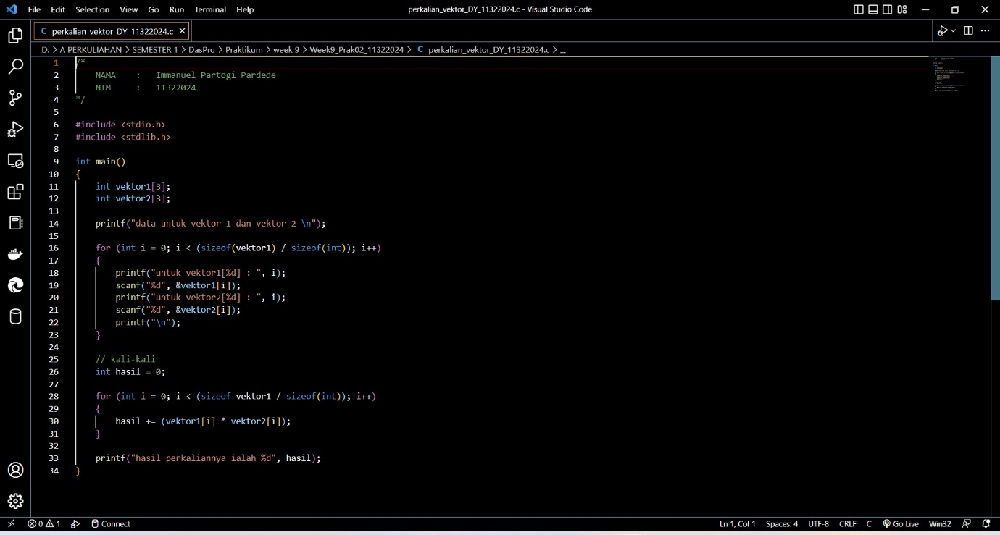 File Edit Selection View Go Run Terminal Help
perkalian_vektor_DY_11322024.c - Visual Studio Code
C perkalian_vektor_DY_11322024.c
D: > A PERKULIAHAN > SEMESTER 1 > DasPro > Praktikum > week 9 > Week9_Prak02_11322024 > C perkalian_vektor_DY_11322024.c > ...
1 /*
2     NAMA    :   Immanuel Partogi Pardede
3     NIM     :   11322024
4 */
5
6 #include <stdio.h>
7 #include <stdlib.h>
8
9 int main()
10 {
11     int vektor1[3];
12     int vektor2[3];
13
14     printf("data untuk vektor 1 dan vektor 2 \n");
15
16     for (int i = 0; i < (sizeof(vektor1) / sizeof(int)); i++)
17     {
18         printf("untuk vektor1[%d] : ", i);
19         scanf("%d", &vektor1[i]);
20         printf("untuk vektor2[%d] : ", i);
21         scanf("%d", &vektor2[i]);
22         printf("\n");
23     }
24
25     // kali-kali
26     int hasil = 0;
27
28     for (int i = 0; i < (sizeof vektor1 / sizeof(int)); i++)
29     {
30         hasil += (vektor1[i] * vektor2[i]);
31     }
32
33     printf("hasil perkaliannya ialah %d", hasil);
34 }
0 1 Connect Ln 1, Col 1 Spaces: 4 UTF-8 CRLF C Go Live Win32